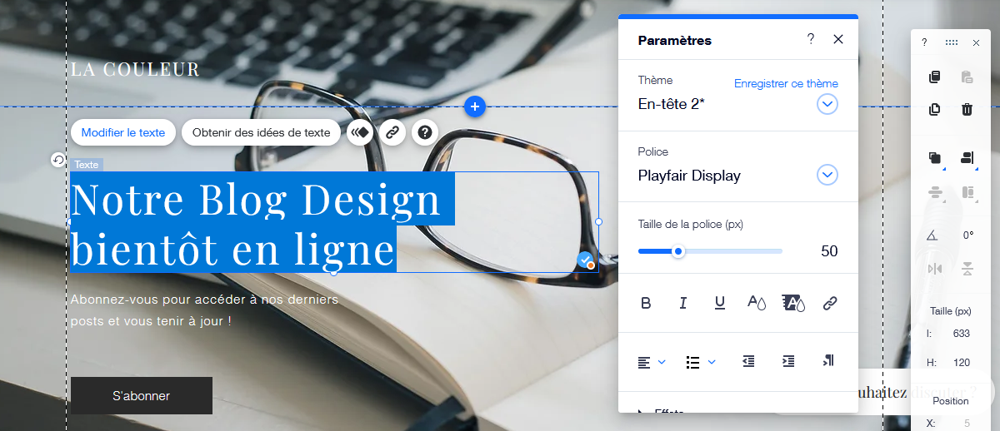 LA COULEUR
Modifier le texte
Obtenir des idées de texte
?
Texte
Notre Blog Design
bientôt en ligne
Abonnez-vous pour accéder à nos derniers
posts et vous tenir à jour !
S'abonner
Paramètres
?
Thème
Enregistrer ce thème
En-tête 2*
Police
Playfair Display
Taille de la police (px)
50
B I U A A
Effets
?
0°
Taille (px)
l: 633
H: 120
discuter ?
Position
X: 5